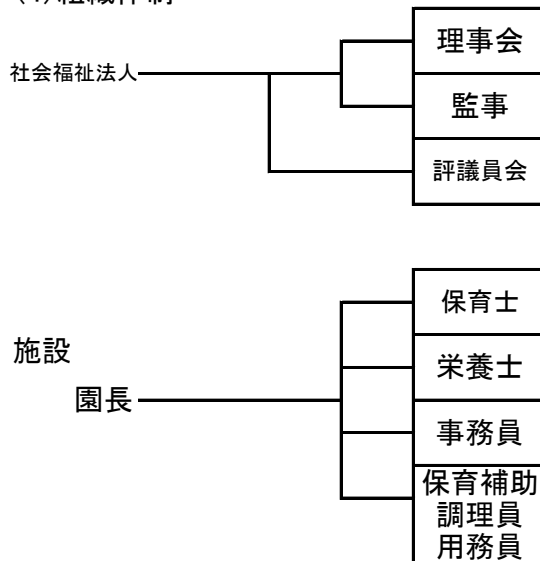 理事会
社会福祉法人
監事
評議員会
保育士
施設
栄養士
園長
事務員
保育補助
調理員
用務員